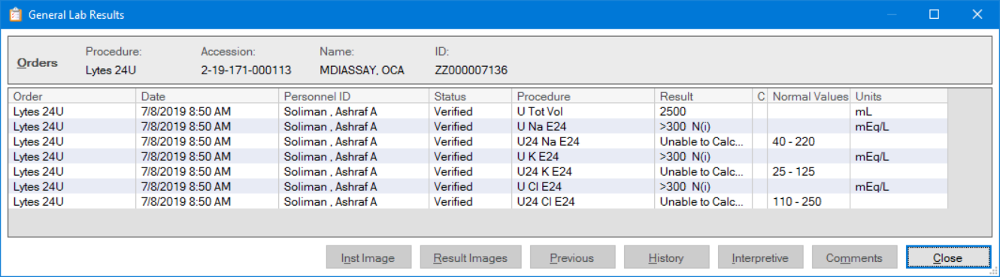 General Lab Results
Orders Procedure: Accession: Name: ID:
Lytes 24U 2-19-171-000113 MDIASSAY, OCA ZZ000007136
Order Date Personnel ID Status Procedure Result C Normal Values Units
Lytes 24U 7/8/2019 8:50 AM Soliman , Ashraf A Verified U Tot Vol 2500 mL
Lytes 24U 7/8/2019 8:50 AM Soliman , Ashraf A Verified U Na E24 >300 N(i) mEq/L
Lytes 24U 7/8/2019 8:50 AM Soliman , Ashraf A Verified U24 Na E24 Unable to Calc... 40 - 220
Lytes 24U 7/8/2019 8:50 AM Soliman , Ashraf A Verified U K E24 >300 N(i) mEq/L
Lytes 24U 7/8/2019 8:50 AM Soliman , Ashraf A Verified U24 K E24 Unable to Calc... 25 - 125
Lytes 24U 7/8/2019 8:50 AM Soliman , Ashraf A Verified U Cl E24 >300 N(i) mEq/L
Lytes 24U 7/8/2019 8:50 AM Soliman , Ashraf A Verified U24 Cl E24 Unable to Calc... 110 - 250
Inst Image Result Images Previous History Interpretive Comments Close